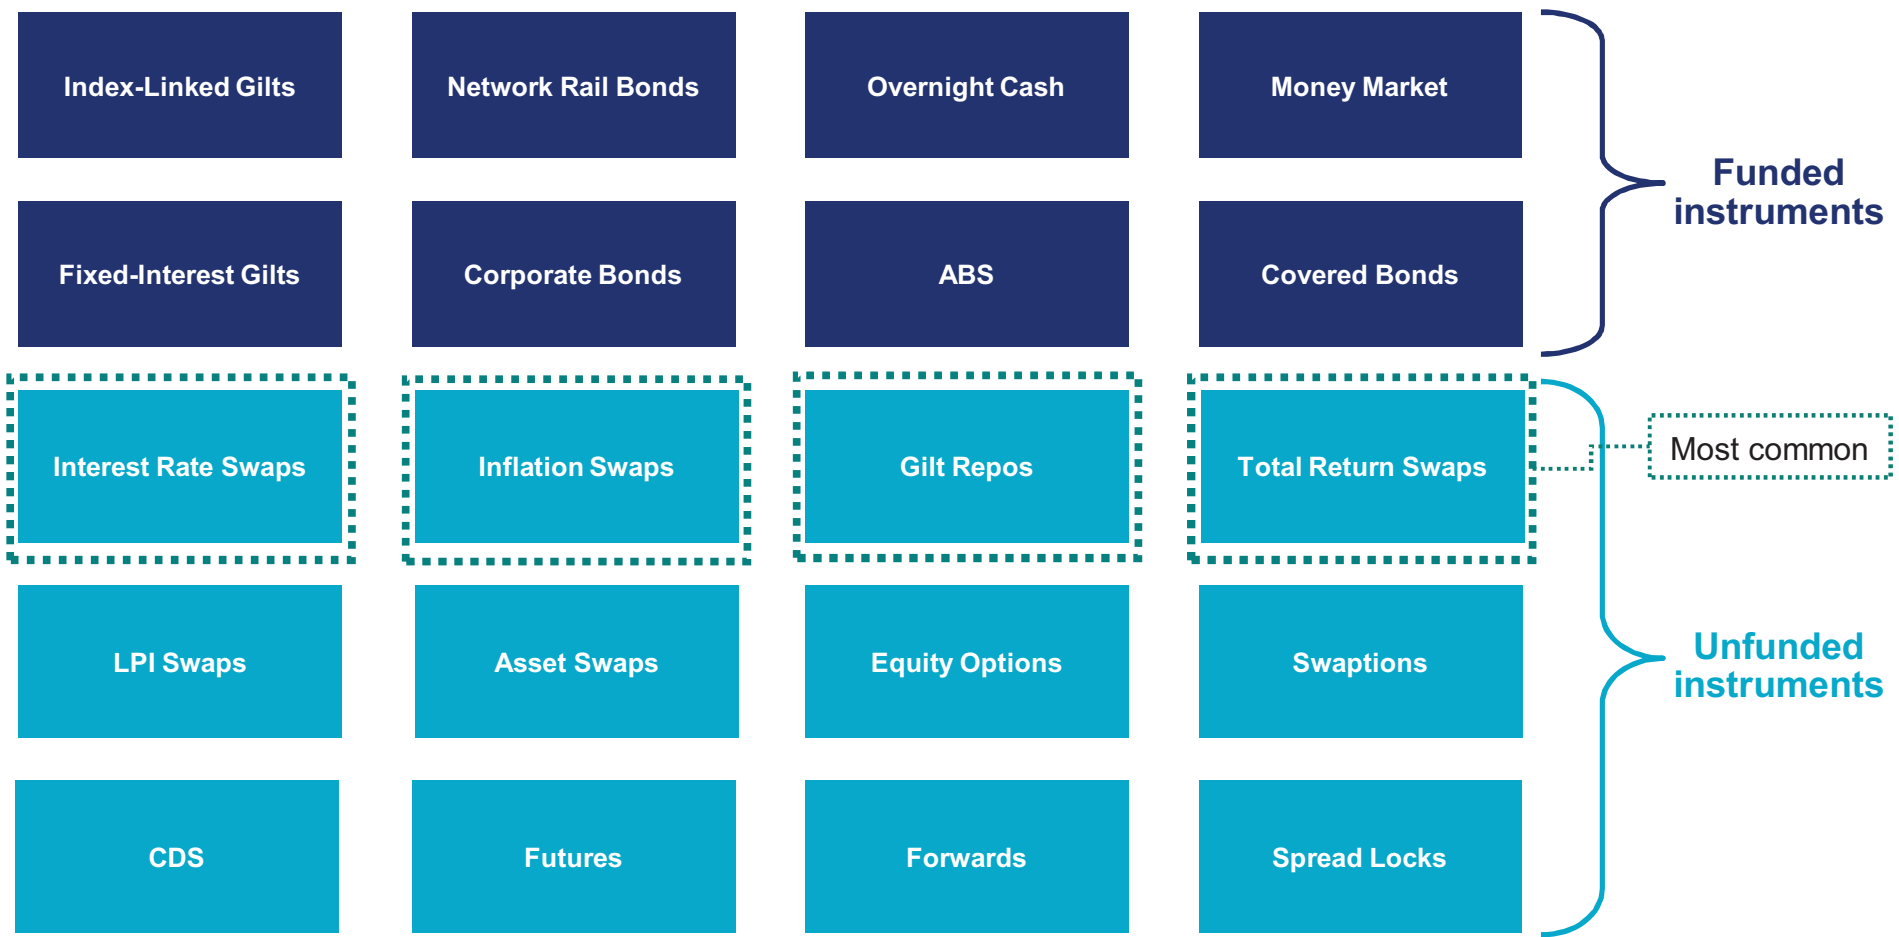 Index-Linked Gilts
Network Rail Bonds
Overnight Cash
Money Market
Funded
instruments
Fixed-Interest Gilts
Corporate Bonds
ABS
Covered Bonds
Interest Rate Swaps
Inflation Swaps
Gilt Repos
Total Return Swaps
Most common
LPI Swaps
Asset Swaps
Equity Options
Swaptions
Unfunded
instruments
CDS
Futures
Forwards
Spread Locks